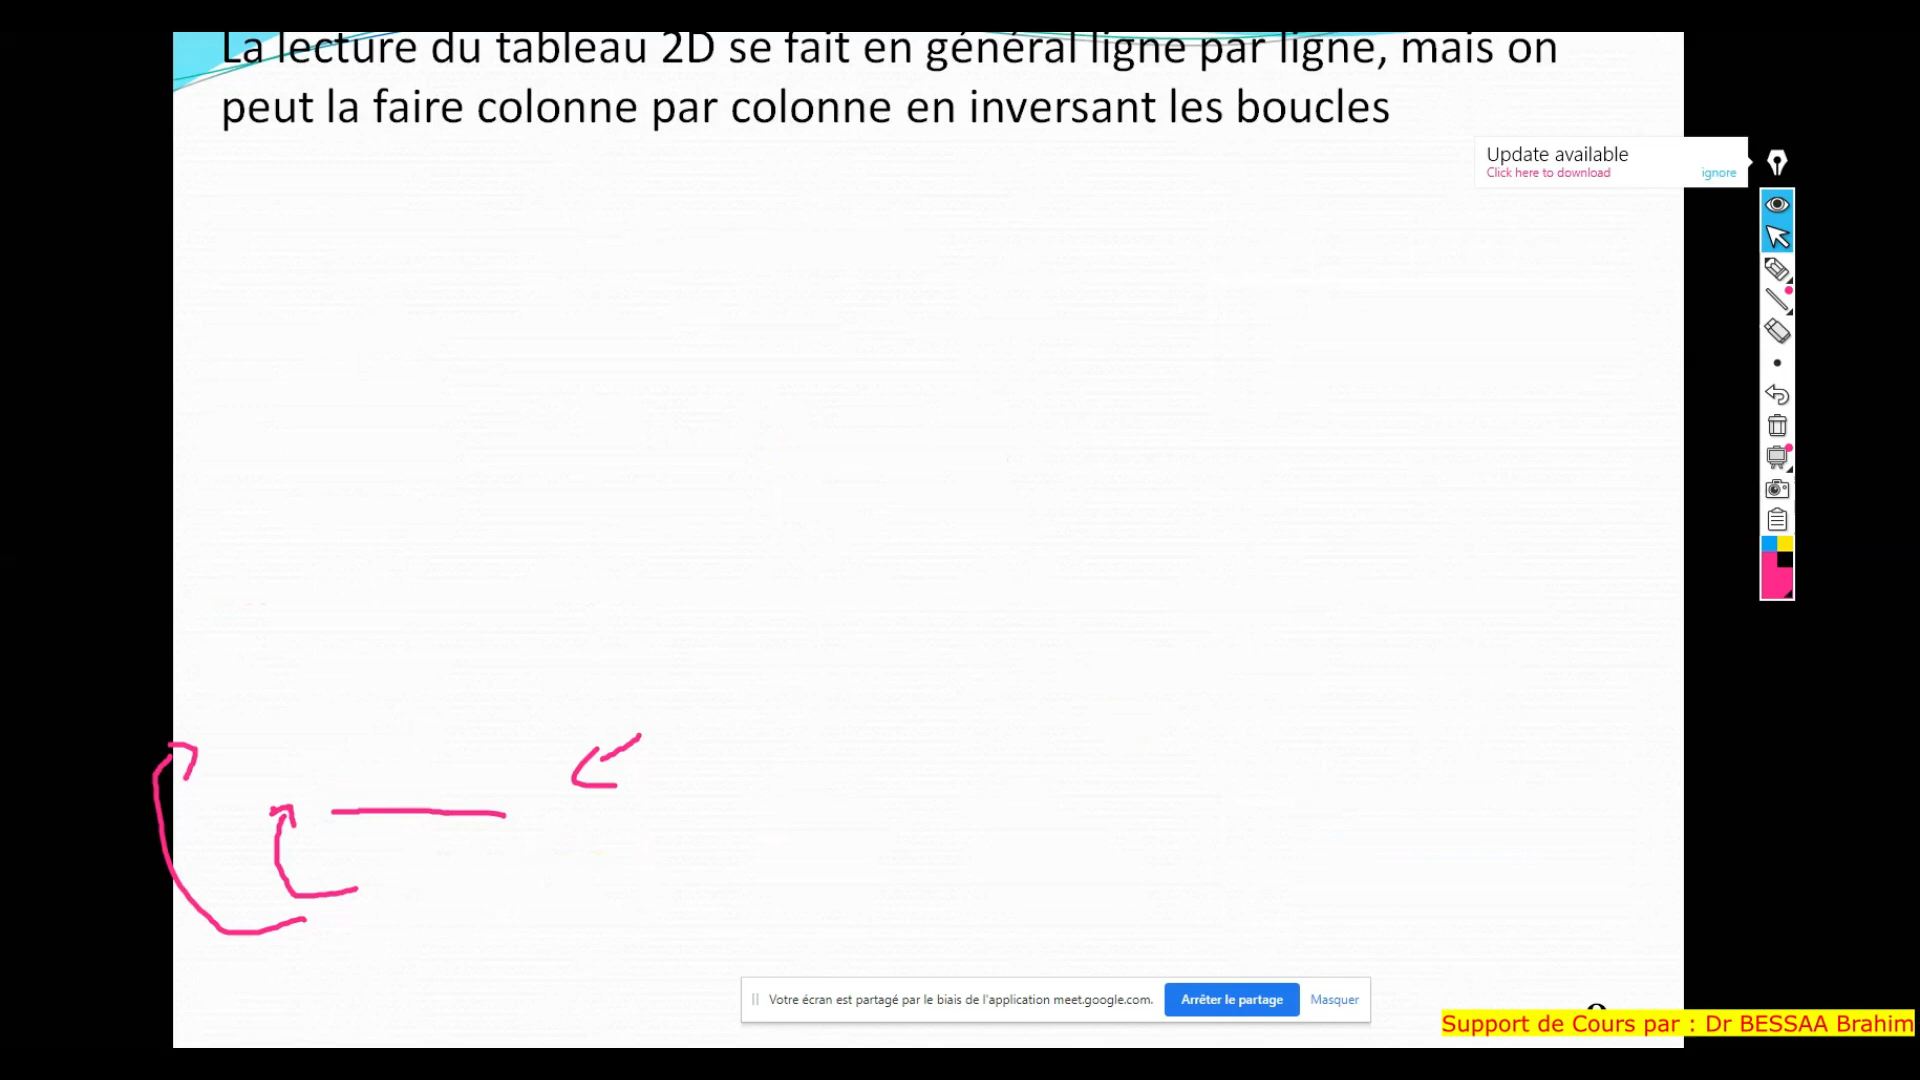 La lecture du tableau 2D se fait en général ligne par ligne, mais on
peut la faire colonne par colonne en inversant les boucles
Update available
Click here to download
ignore
Votre écran est partagé par le biais de l'application meet.google.com.
Arrêter le partage
Masquer
Support de Cours par : Dr BESSAA Brahim